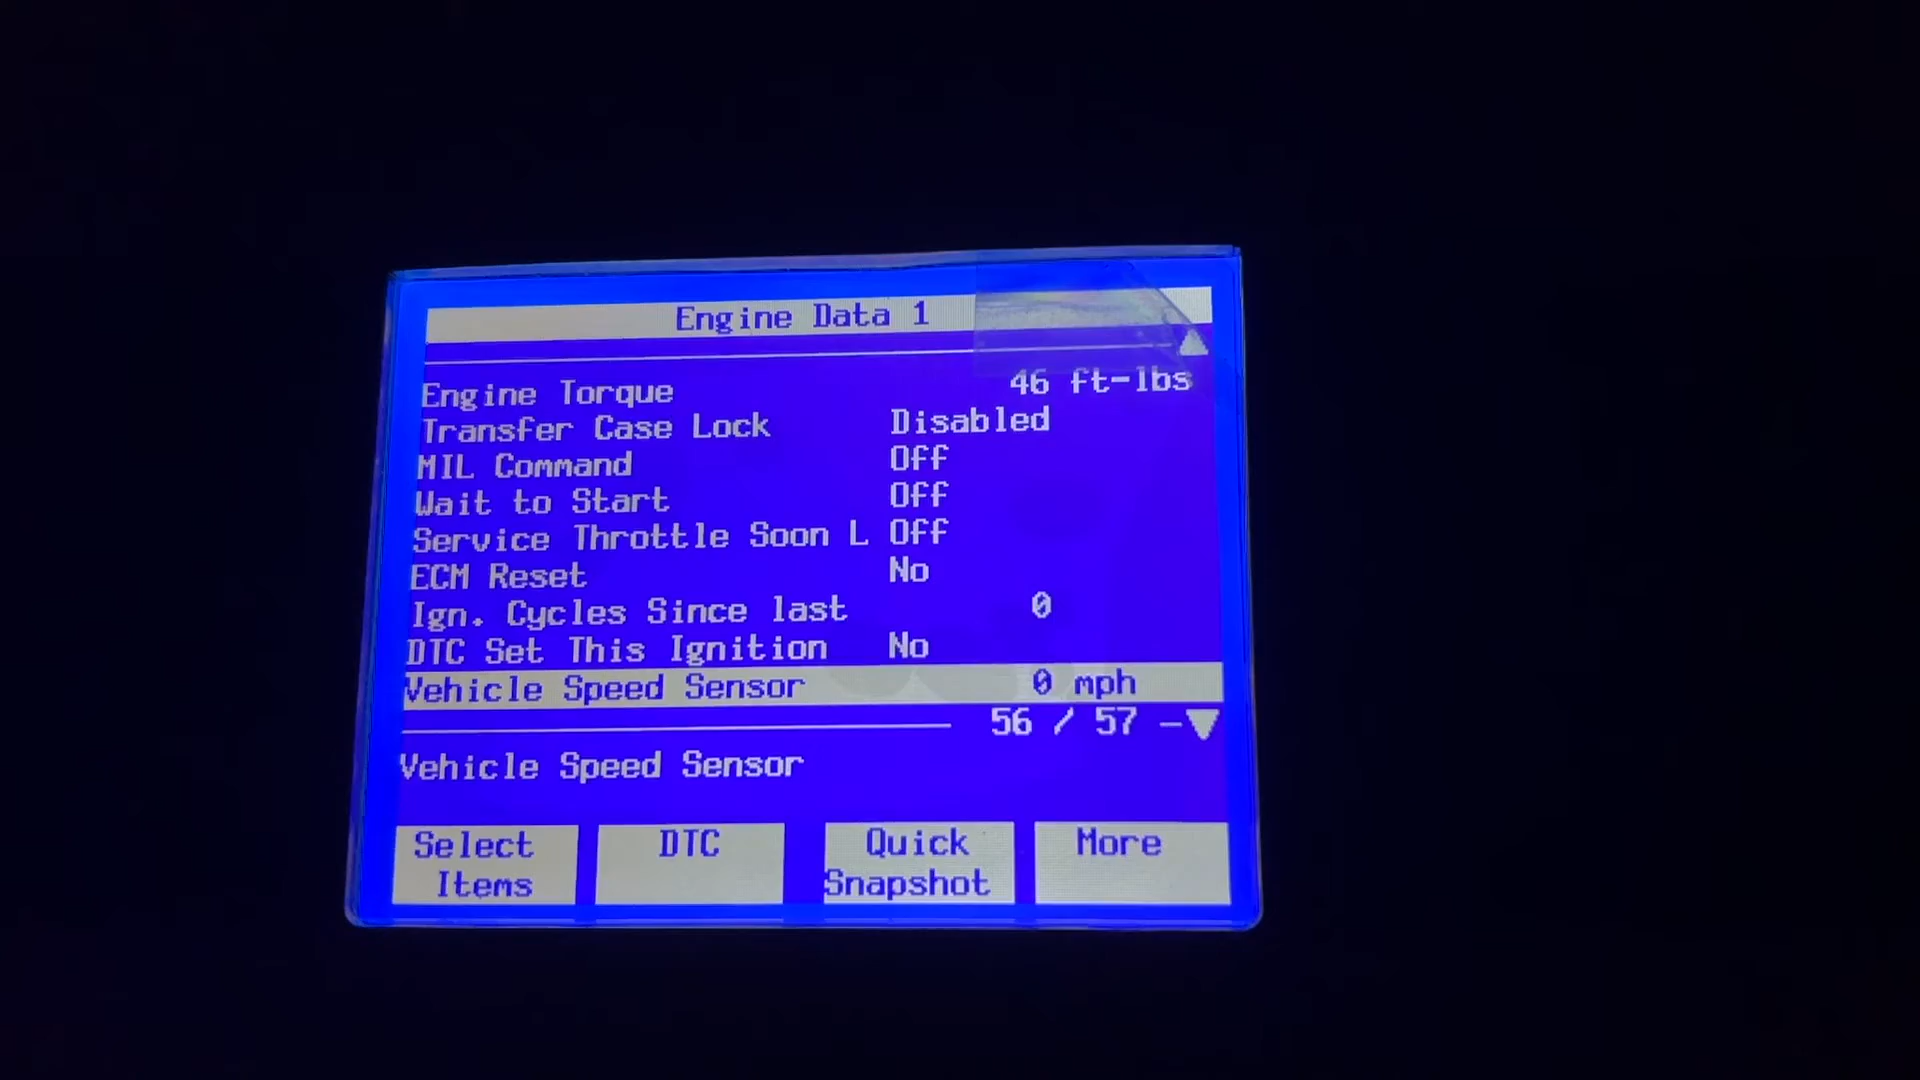 Engine Data 1
Engine Torque 46 ft-lbs
Transfer Case Lock Disabled
MIL Command Off
Wait to Start Off
Service Throttle Soon L Off
ECM Reset No
Ign. Cycles Since last 0
DTC Set This Ignition No
Vehicle Speed Sensor 0 mph
56 / 57
Vehicle Speed Sensor
Select Items
DTC
Quick Snapshot
More